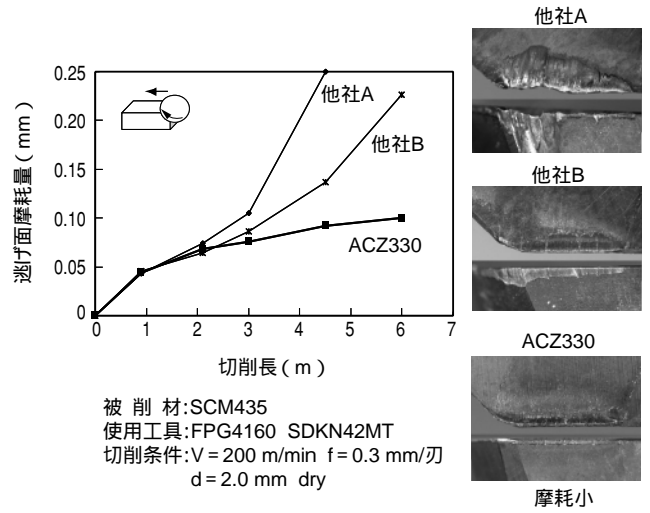 他社A
0.25
0.20
0.15
0.10
0.05
0
逃げ面摩耗量(mm)
他社A
他社B
ACZ330
0 1 2 3 4 5 6 7
切削長(m)
被 削 材:SCM435
使用工具:FPG4160 SDKN42MT
切削条件:V=200 m/min f=0.3 mm/刃
d=2.0 mm dry
他社B
ACZ330
摩耗小